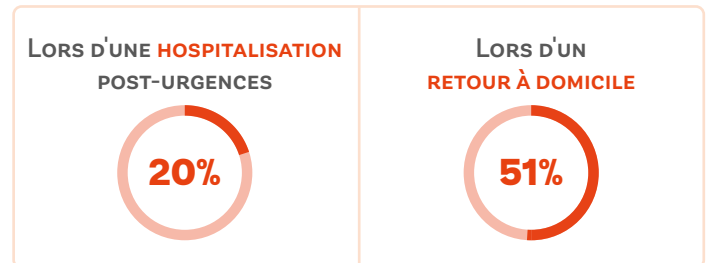 Lors d'une hospitalisation
post-urgences
20%
Lors d'un
retour à domicile
51%